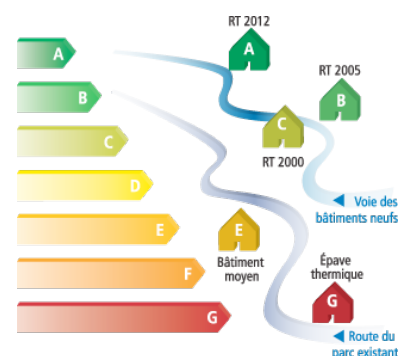 RT 2012
A
A
RT 2005
B
B
C
C
RT 2000
D
Voie des
bâtiments neufs
E
E
Bâtiment
moyen
Épave
thermique
F
G
G
Route du
parc existant